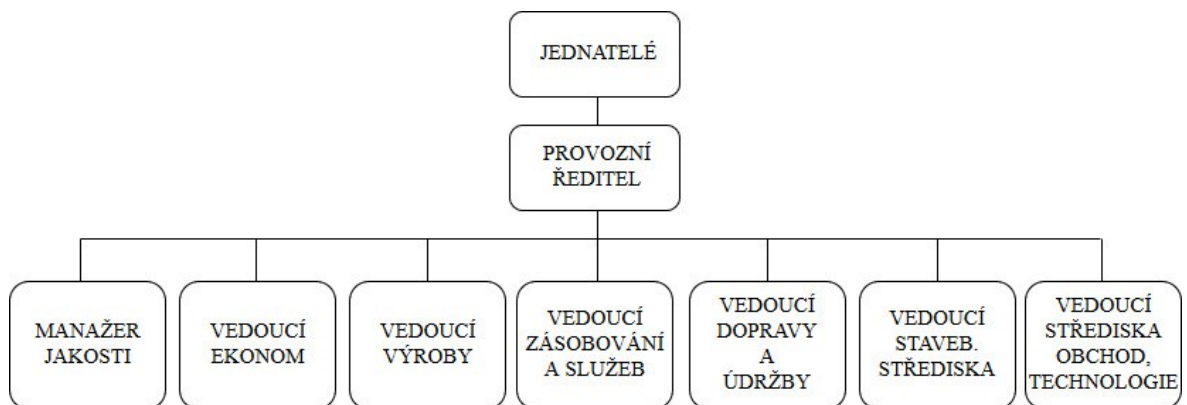 JEDNATELÉ
PROVOZNÍ
ŘEDITEL
MANAŽER
JAKOSTI
VEDOUCÍ
EKONOM
VEDOUCÍ
VÝROBY
VEDOUCÍ
ZÁSOBOVÁNÍ
A SLUŽEB
VEDOUCÍ
DOPRAVY
A
ÚDRŽBY
VEDOUCÍ
STAVEB.
STŘEDISKA
VEDOUCÍ
STŘEDISKA
OBCHOD,
TECHNOLOGIE